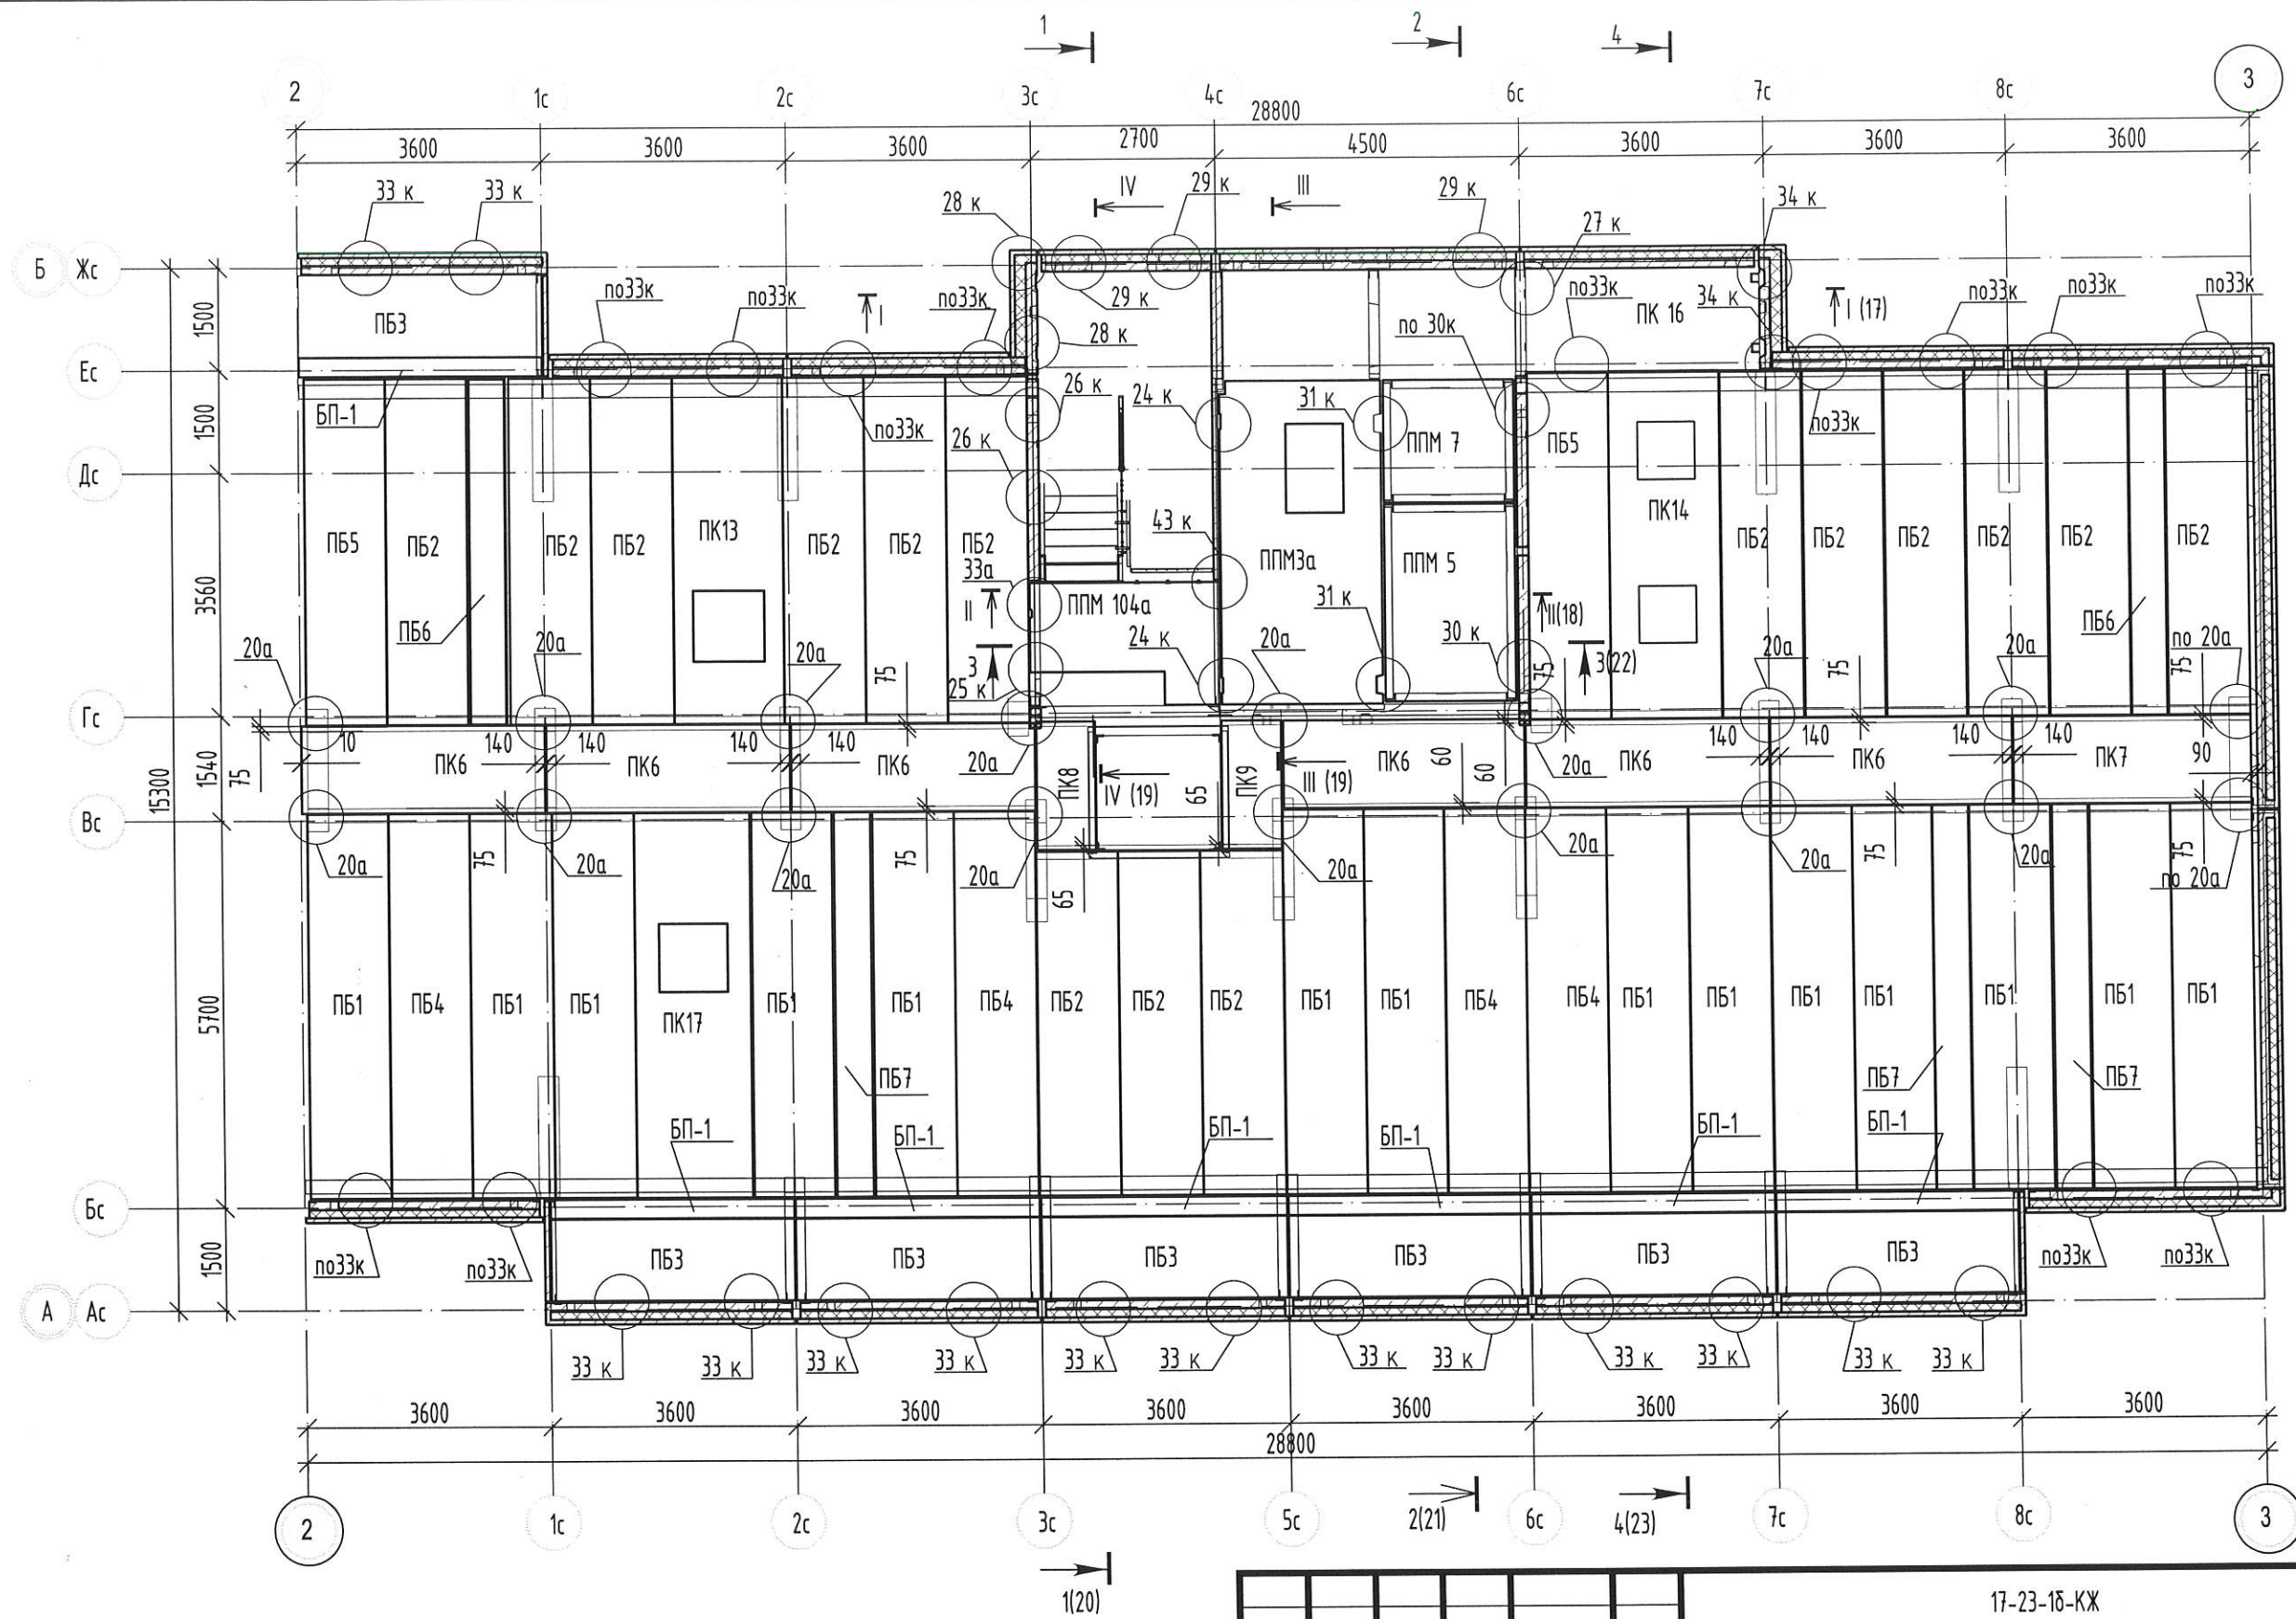 1 2 4
2 1с 2с 3с 4с 6с 7с 8с 3
28800
3600 3600 3600 2700 4500 3600 3600 3600
33 к 33 к 28 к IV 29 к III 29 к 27 к 34 к
Б Жс
по33к по33к I по33к 29 к по33к 34 к I (17) по33к по33к по33к
1500 ПБ3 28 к по 30к ПК 16
Ес
БП-1 26 к 24 к 31 к
1500 по33к 26 к ППМ 7 ПБ5 по33к
Дс
ПБ5 ПБ2 ПБ2 ПБ2 ПК13 ПБ2 ПБ2 ПБ2 43 к ППМ3а ППМ 5 ПК14 ПБ2 ПБ2 ПБ2 ПБ2 ПБ2 ПБ2
33а
3560 II ППМ 104а 31 к II(18)
ПБ6 24 к 30 к ПБ6
20а 20а 20а 75 3 20а 75 3(22) 20а 75 20а по 20а 75
25 к
Гс
10 140 140 140 140 140 140 140 140
75 1540 ПК6 ПК6 ПК6 20а ПК8 IV (19) 65 ПК9 III (19) ПК6 60 60 20а ПК6 ПК6 ПК7 90
15300
Вс
20а 75 20а 20а 75 20а 65 20а 20а 20а 75 20а 75 по 20а
5700
ПБ1 ПБ4 ПБ1 ПБ1 ПК17 ПБ1 ПБ1 ПБ4 ПБ2 ПБ2 ПБ2 ПБ1 ПБ1 ПБ4 ПБ4 ПБ1 ПБ1 ПБ1 ПБ1 ПБ1 ПБ1 ПБ1
ПБ7 ПБ7 ПБ7
БП-1 БП-1 БП-1 БП-1 БП-1 БП-1
Бс
1500 по33к по33к ПБ3 ПБ3 ПБ3 ПБ3 ПБ3 ПБ3 по33к по33к
А Ас
33 к 33 к 33 к 33 к 33 к 33 к 33 к 33 к 33 к 33 к 33 к 33 к
3600 3600 3600 3600 3600 3600 3600 3600
28800
2 1с 2с 3с 5с 2(21) 6с 4(23) 7с 8с 3
1(20)
17-23-1б-КЖ